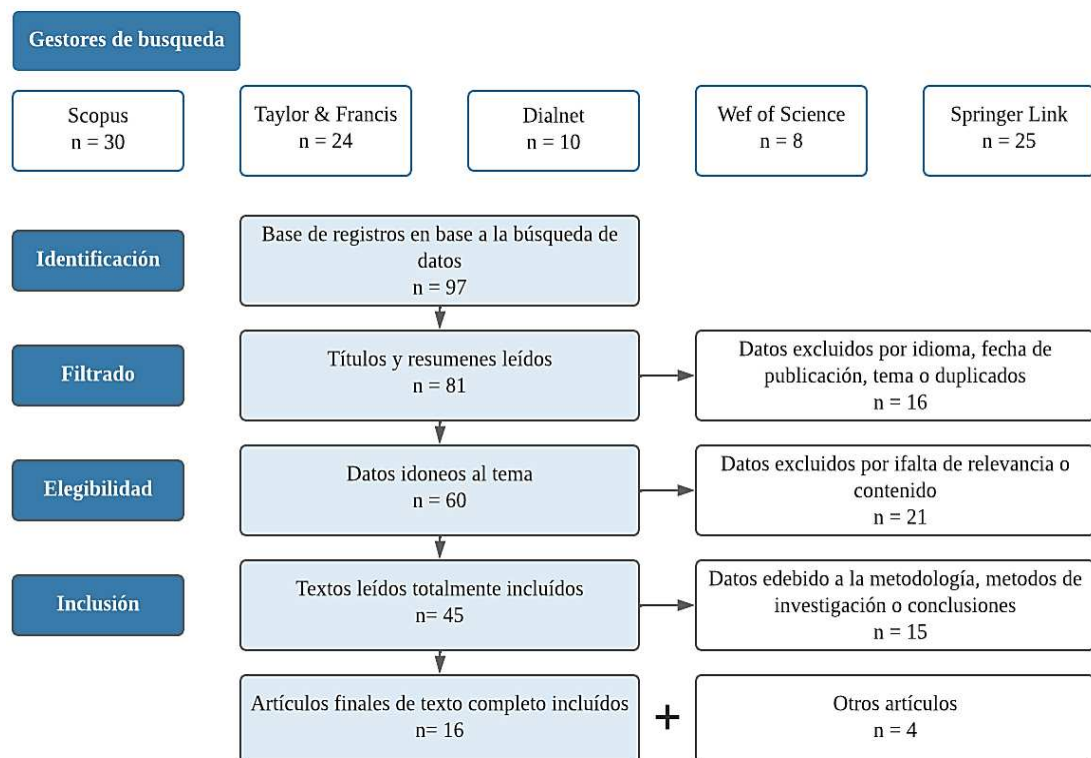 Gestores de busqueda
Scopus
n = 30
Taylor & Francis
n = 24
Dialnet
n = 10
Wef of Science
n = 8
Springer Link
n = 25
Identificación
Base de registros en base a la búsqueda de
datos
n = 97
Filtrado
Títulos y resumenes leídos
n = 81
Datos excluidos por idioma, fecha de
publicación, tema o duplicados
n = 16
Elegibilidad
Datos idoneos al tema
n = 60
Datos excluidos por ifalta de relevancia o
contenido
n = 21
Inclusión
Textos leídos totalmente incluídos
n= 45
Datos edebido a la metodología, metodos de
investigación o conclusiones
n = 15
Artículos finales de texto completo incluídos
n= 16
+
Otros artículos
n = 4